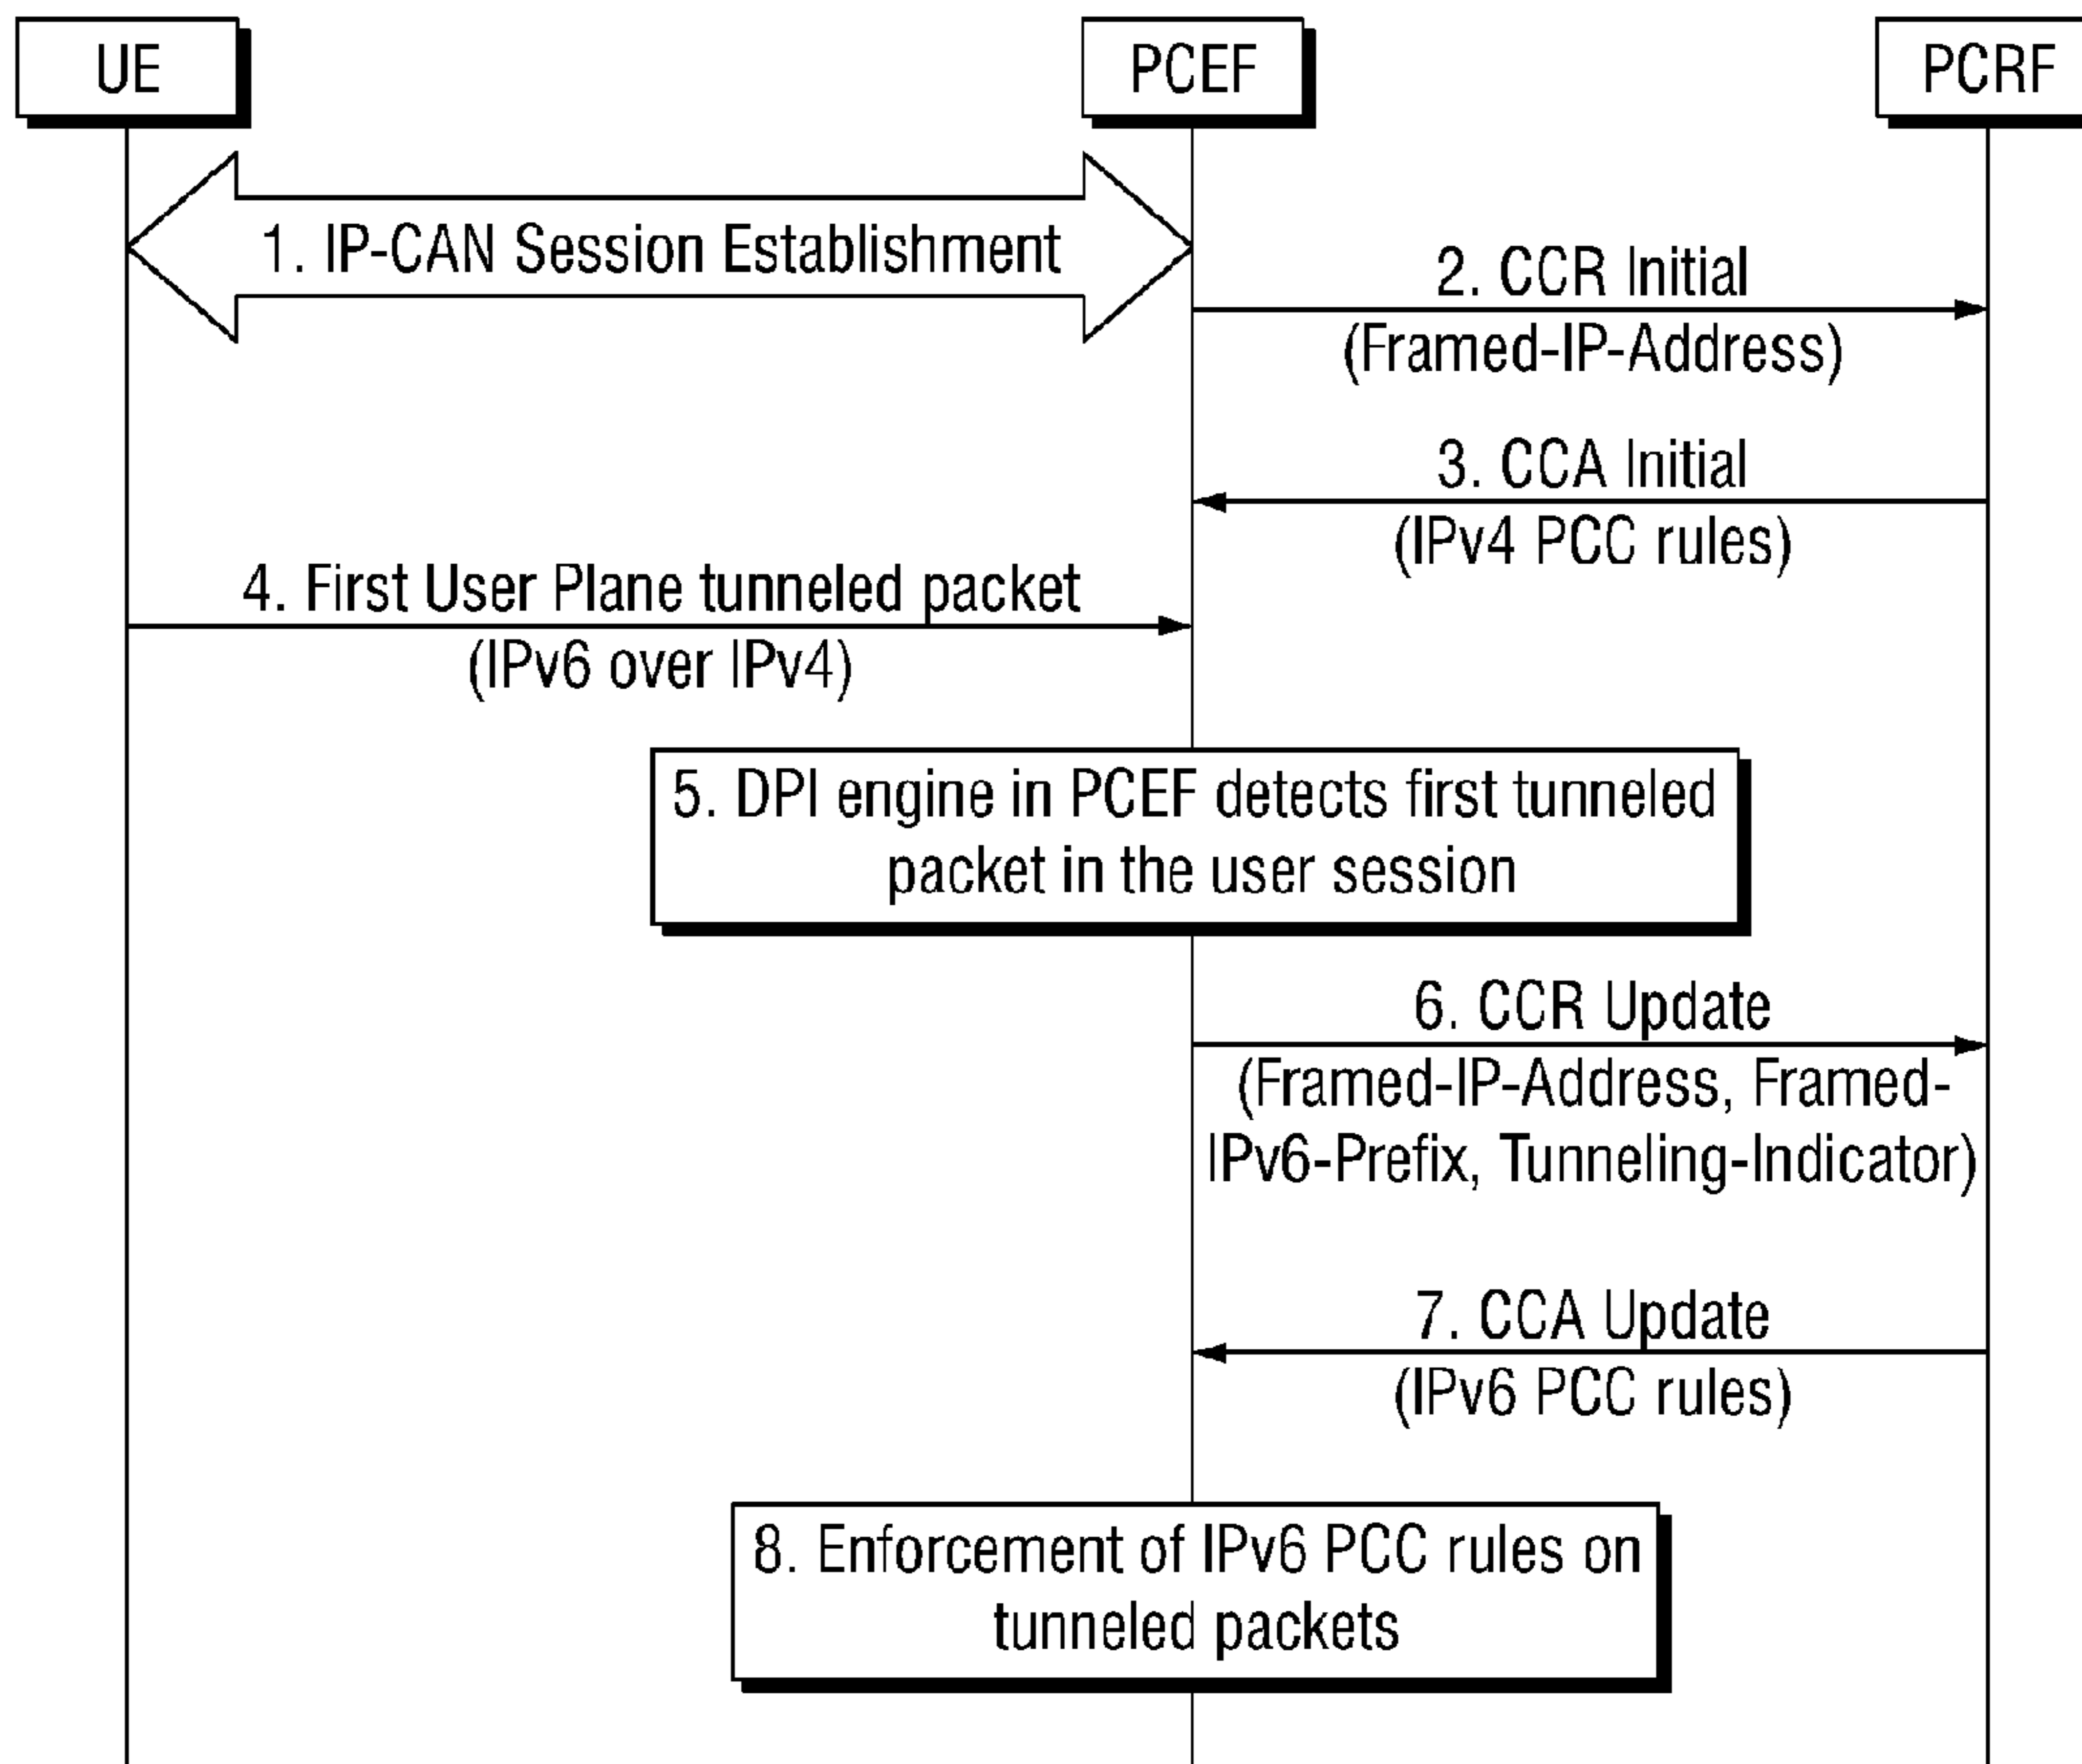 UE
PCEF
PCRF
1. IP-CAN Session Establishment
2. CCR Initial
(Framed-IP-Address)
3. CCA Initial
(IPv4 PCC rules)
4. First User Plane tunneled packet
(IPv6 over IPv4)
5. DPI engine in PCEF detects first tunneled
packet in the user session
6. CCR Update
(Framed-IP-Address, Framed-
IPv6-Prefix, Tunneling-Indicator)
7. CCA Update
(IPv6 PCC rules)
8. Enforcement of IPv6 PCC rules on
tunneled packets